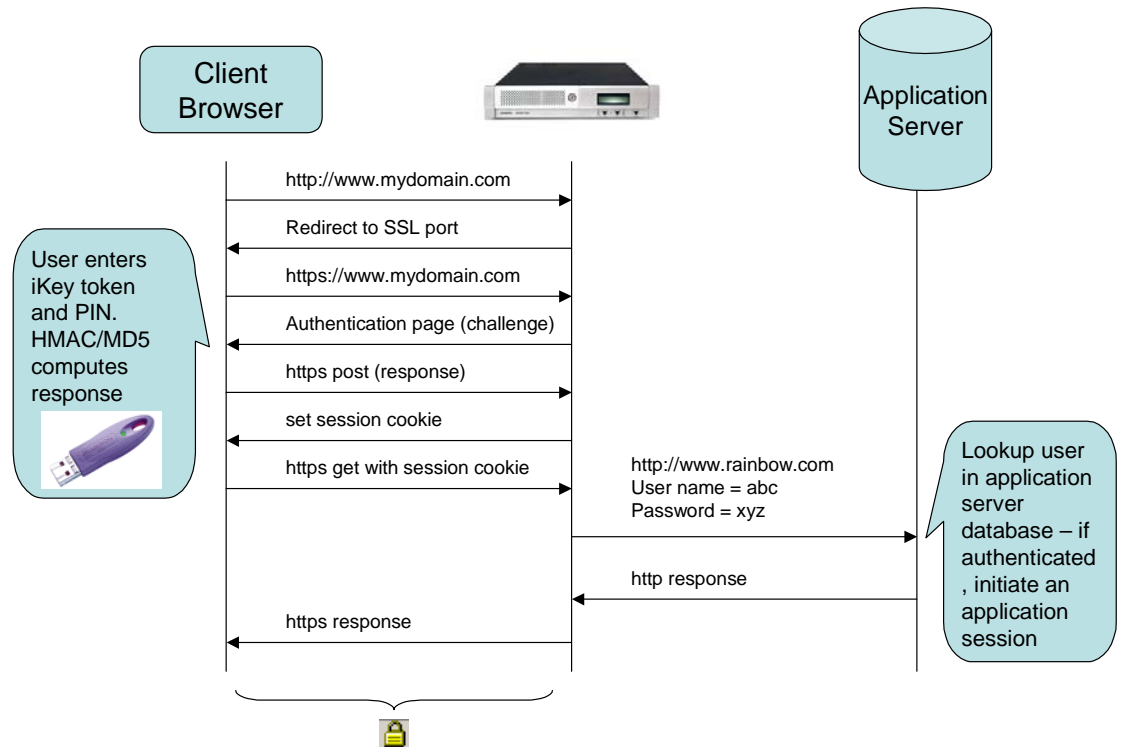 Client
Browser
Application
Server
http://www.mydomain.com
Redirect to SSL port
https://www.mydomain.com
Authentication page (challenge)
https post (response)
set session cookie
https get with session cookie
User enters
iKey token
and PIN.
HMAC/MD5
computes
response
http://www.rainbow.com
User name = abc
Password = xyz
http response
https response
Lookup user
in application
server
database – if
authenticated
, initiate an
application
session